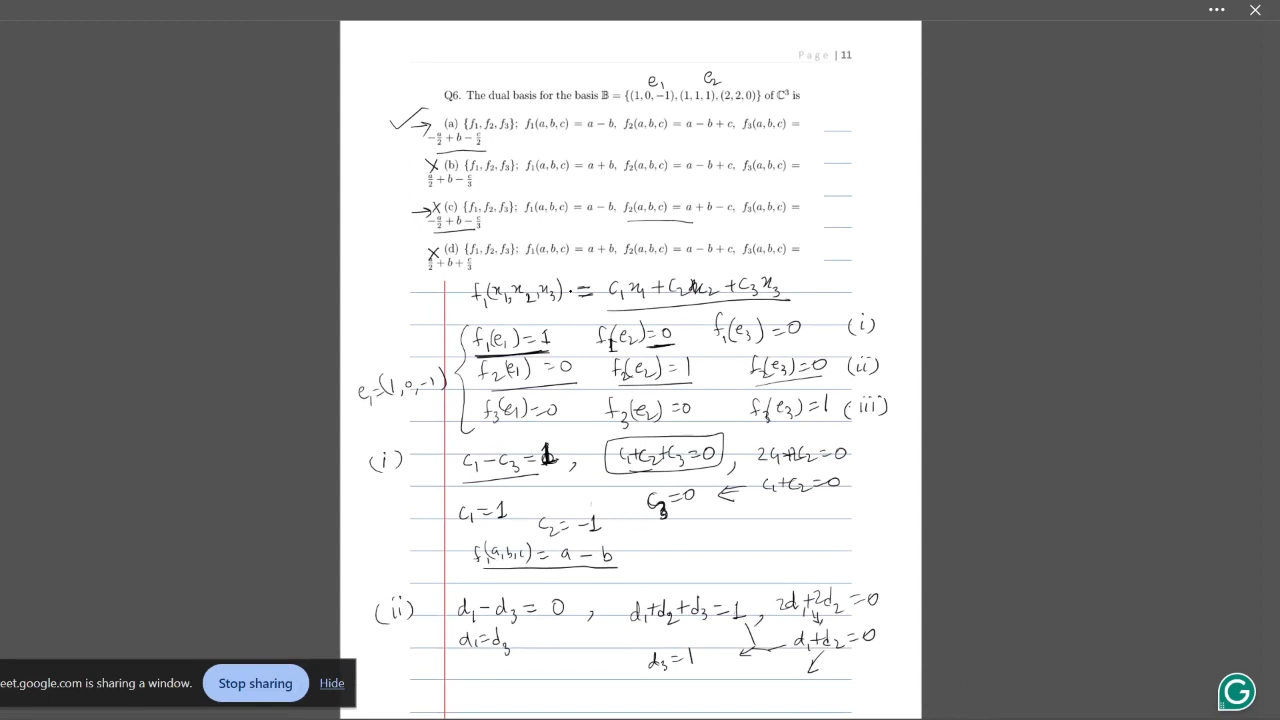 Page | 11
e₁ e₂
Q6. The dual basis for the basis 𝔹 = {(1, 0, −1), (1, 1, 1), (2, 2, 0)} of ℂ³ is
(a) {f₁, f₂, f₃}; f₁(a, b, c) = a − b, f₂(a, b, c) = a − b + c, f₃(a, b, c) =
−a/2 + b − c/2
(b) {f₁, f₂, f₃}; f₁(a, b, c) = a + b, f₂(a, b, c) = a − b + c, f₃(a, b, c) =
a/2 + b − c/3
(c) {f₁, f₂, f₃}; f₁(a, b, c) = a − b, f₂(a, b, c) = a + b − c, f₃(a, b, c) =
−a/2 + b − c/3
(d) {f₁, f₂, f₃}; f₁(a, b, c) = a + b, f₂(a, b, c) = a − b + c, f₃(a, b, c) =
a/2 + b + c/3
f₁(x₁, x₂, x₃) = c₁x₁ + c₂x₂ + c₃x₃
f₁(e₁) = 1 f₁(e₂) = 0 f₁(e₃) = 0 (i)
e₁ = (1, 0, −1) f₂(e₁) = 0 f₂(e₂) = 1 f₂(e₃) = 0 (ii)
f₃(e₁) = 0 f₃(e₂) = 0 f₃(e₃) = 1 (iii)
(i) c₁ − c₃ = 1, c₁ + c₂ + c₃ = 0, 2c₁ + 2c₂ = 0
c₃ = 0 ⇐ c₁ + c₂ = 0
c₁ = 1 c₂ = −1
f₁(a, b, c) = a − b
(ii) d₁ − d₃ = 0, d₁ + d₂ + d₃ = 1, 2d₁ + 2d₂ = 0
d₁ = d₃ d₁ + d₂ = 0
d₃ = 1
eet.google.com is sharing a window. Stop sharing Hide